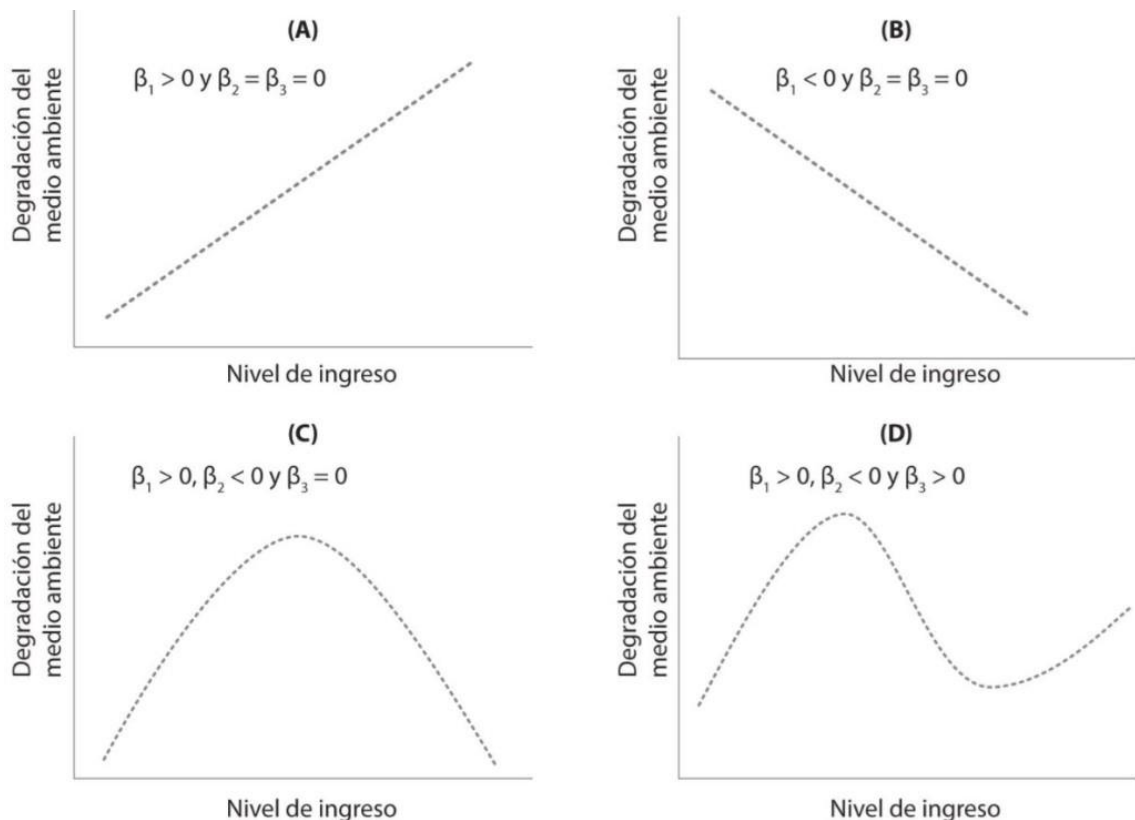 (A)
β₁ > 0 y β₂ = β₃ = 0
Degradación del
medio ambiente
Nivel de ingreso
(B)
β₁ < 0 y β₂ = β₃ = 0
Degradación del
medio ambiente
Nivel de ingreso
(C)
β₁ > 0, β₂ < 0 y β₃ = 0
Degradación del
medio ambiente
Nivel de ingreso
(D)
β₁ > 0, β₂ < 0 y β₃ > 0
Degradación del
medio ambiente
Nivel de ingreso